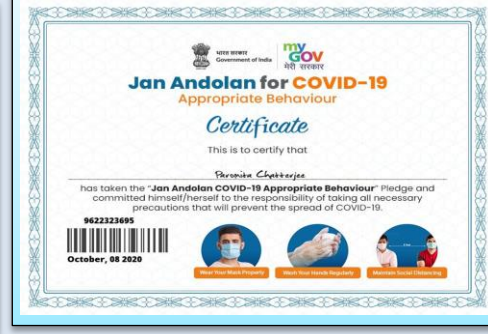 भारत सरकार
Government of India
my
GOV
मेरी सरकार
Jan Andolan for COVID-19
Appropriate Behaviour
Certificate
This is to certify that
Paromita Chatterjee
has taken the "Jan Andolan COVID-19 Appropriate Behaviour" Pledge and
committed himself/herself to the responsibility of taking all necessary
precautions that will prevent the spread of COVID-19.
9622323695
October, 08 2020
Wear Your Mask Properly
Wash Your Hands Regularly
Maintain Social Distancing